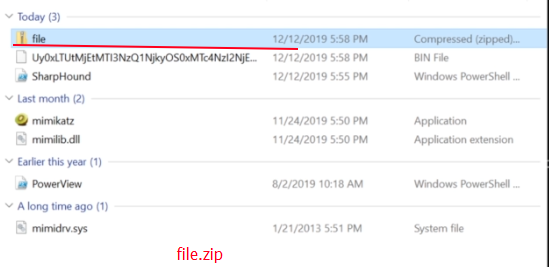 Today (3)
file 12/12/2019 5:58 PM Compressed (zipped)...
Uy0xLTUtMjEtMTI3NzQ1NjkyOS0xMTc4NzI2NjE... 12/12/2019 5:58 PM BIN File
SharpHound 12/12/2019 5:55 PM Windows PowerShell ...
Last month (2)
mimikatz 11/24/2019 5:50 PM Application
mimilib.dll 11/24/2019 5:50 PM Application extension
Earlier this year (1)
PowerView 8/2/2019 10:18 AM Windows PowerShell ...
A long time ago (1)
mimidrv.sys 1/21/2013 5:51 PM System file
file.zip